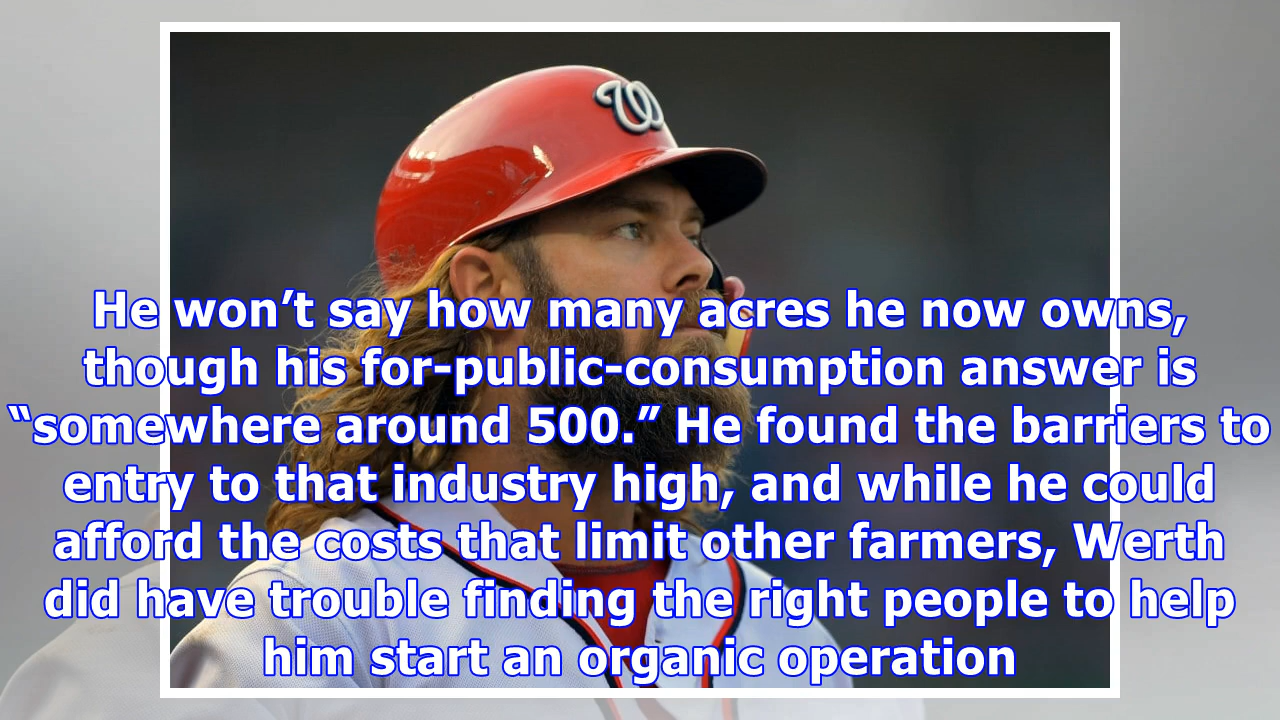 W
He won’t say how many acres he now owns,
though his for-public-consumption answer is
“somewhere around 500.” He found the barriers to
entry to that industry high, and while he could
afford the costs that limit other farmers, Werth
did have trouble finding the right people to help
him start an organic operation